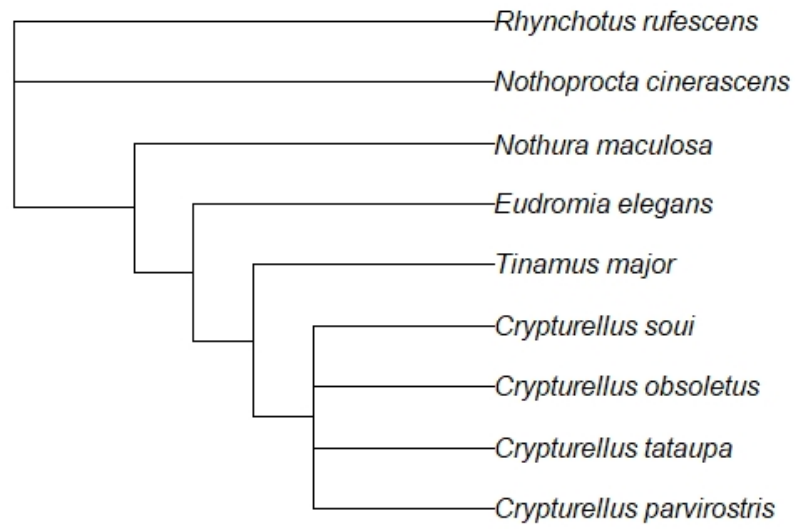 Rhynchotus rufescens
Nothoprocta cinerascens
Nothura maculosa
Eudromia elegans
Tinamus major
Crypturellus soui
Crypturellus obsoletus
Crypturellus tataupa
Crypturellus parvirostris